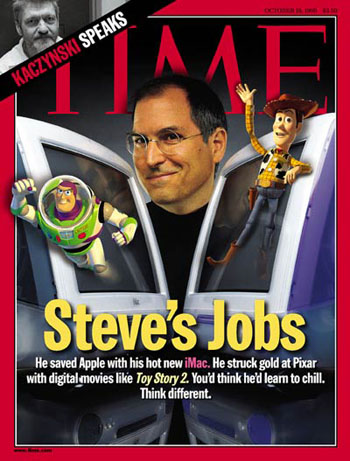 KACZYNSKI SPEAKS
OCTOBER 18, 1999 $3.50
TIME
Steve's Jobs
He saved Apple with his hot new iMac. He struck gold at Pixar
with digital movies like Toy Story 2. You'd think he'd learn to chill.
Think different.
www.time.com